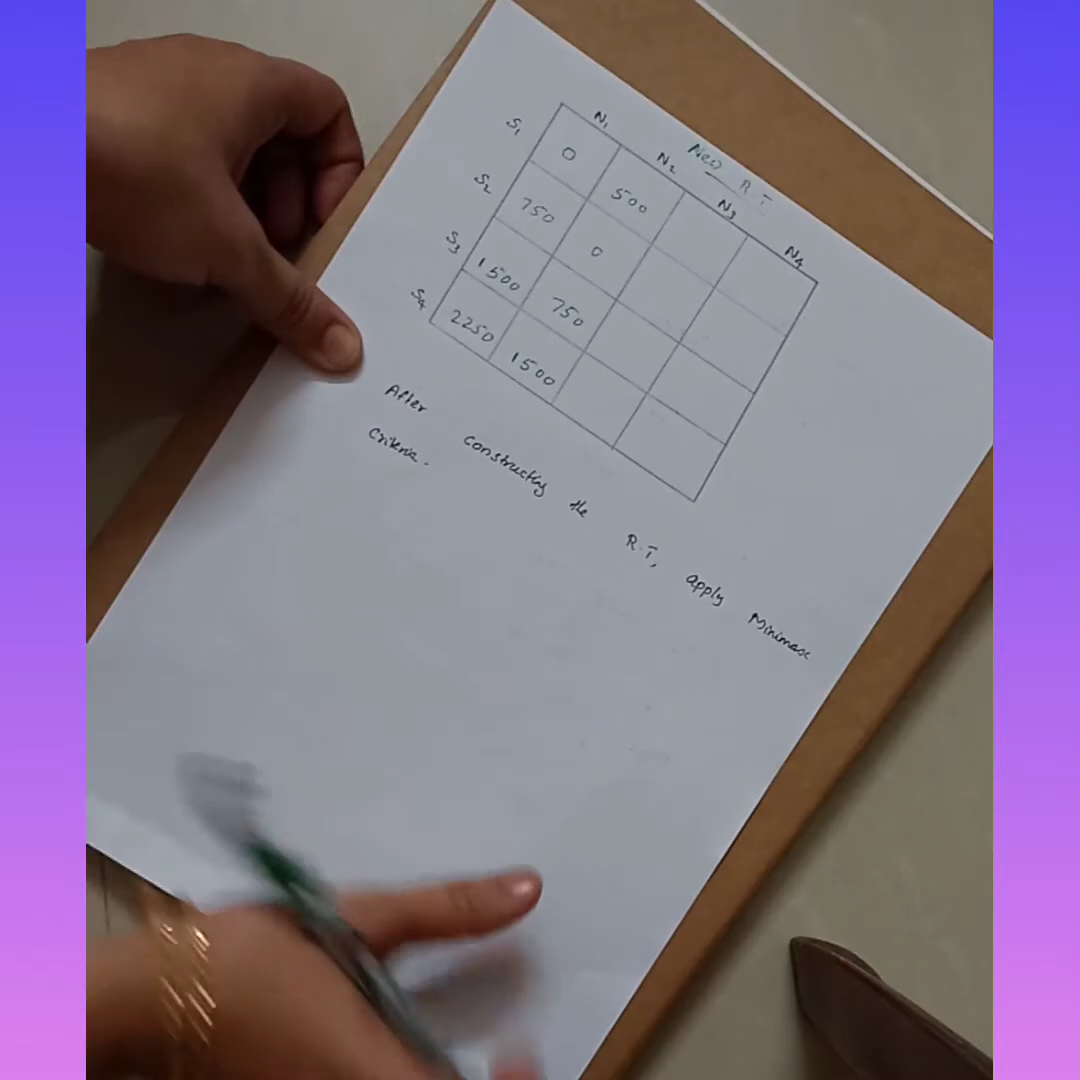 New R.T
N1 N2 N3 N4
S1 0 500
S2 750 0
S3 1500 750
S4 2250 1500
After constructing the R.T, apply Minimax
Criteria.